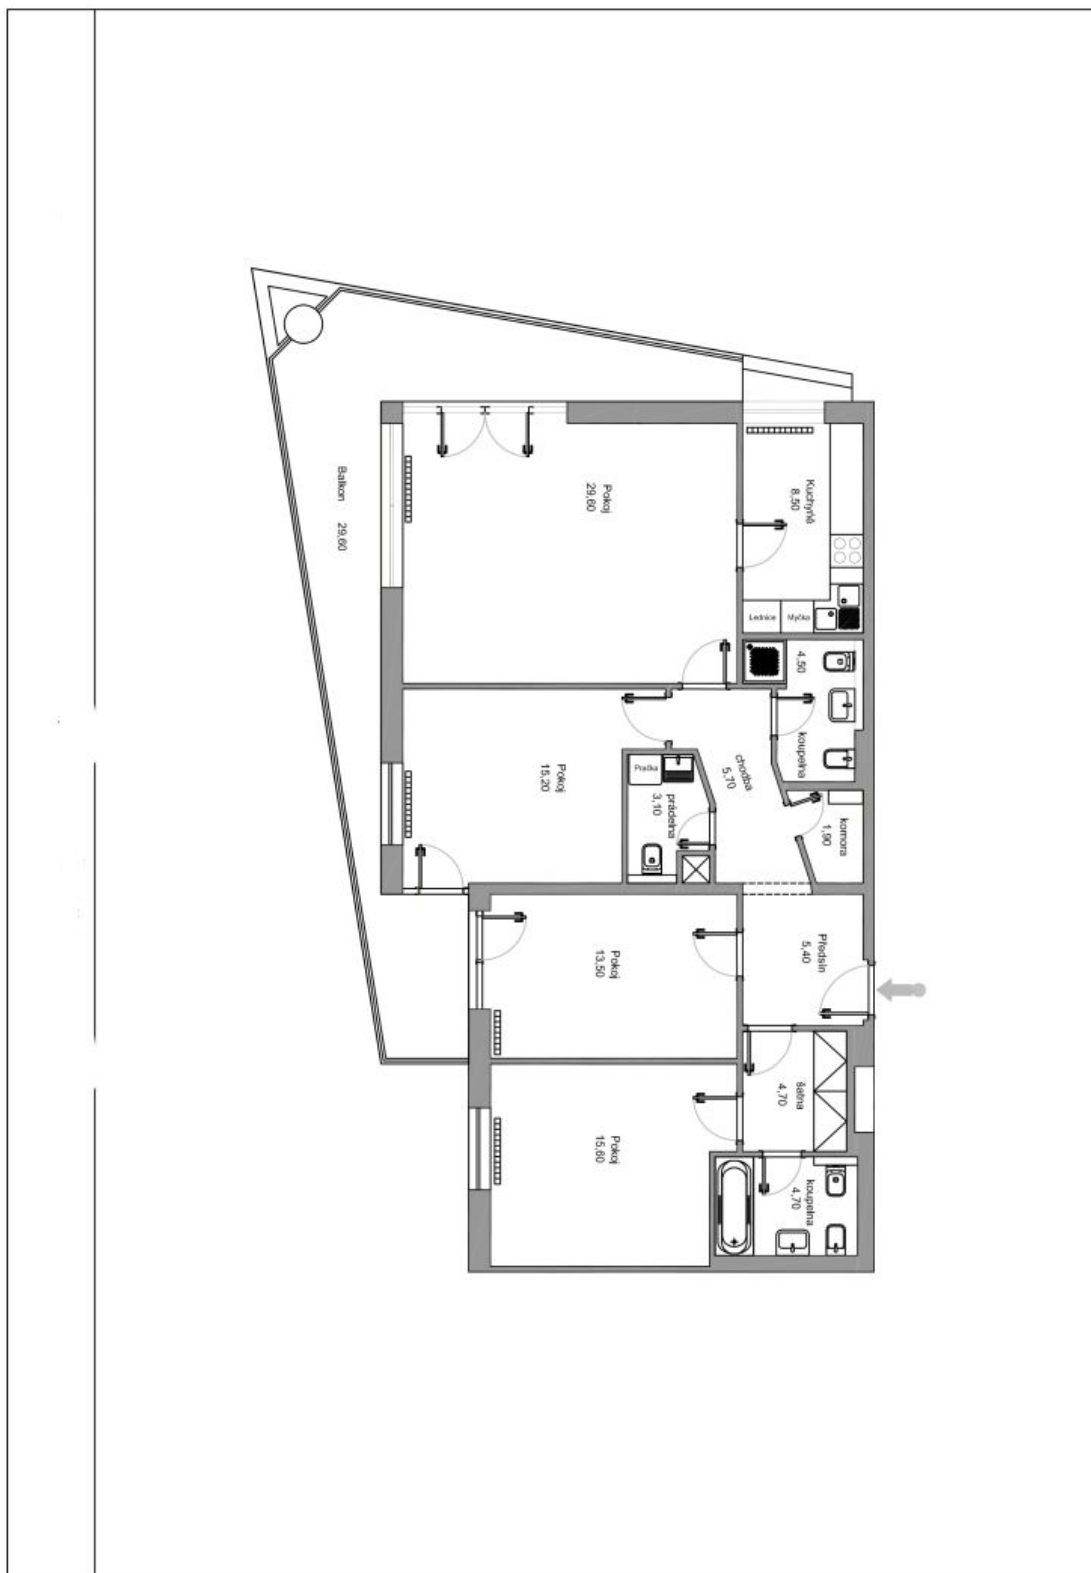 Balkon 29,60
Pokoj
29,60
Kuchyně
8,50
Lednice
Myčka
4,50
koupelna
Pokoj
15,20
Pračka
prádelna
3,10
chodba
5,70
komora
1,90
Pokoj
13,50
Předsíň
5,40
šatna
4,70
Pokoj
15,60
koupelna
4,70